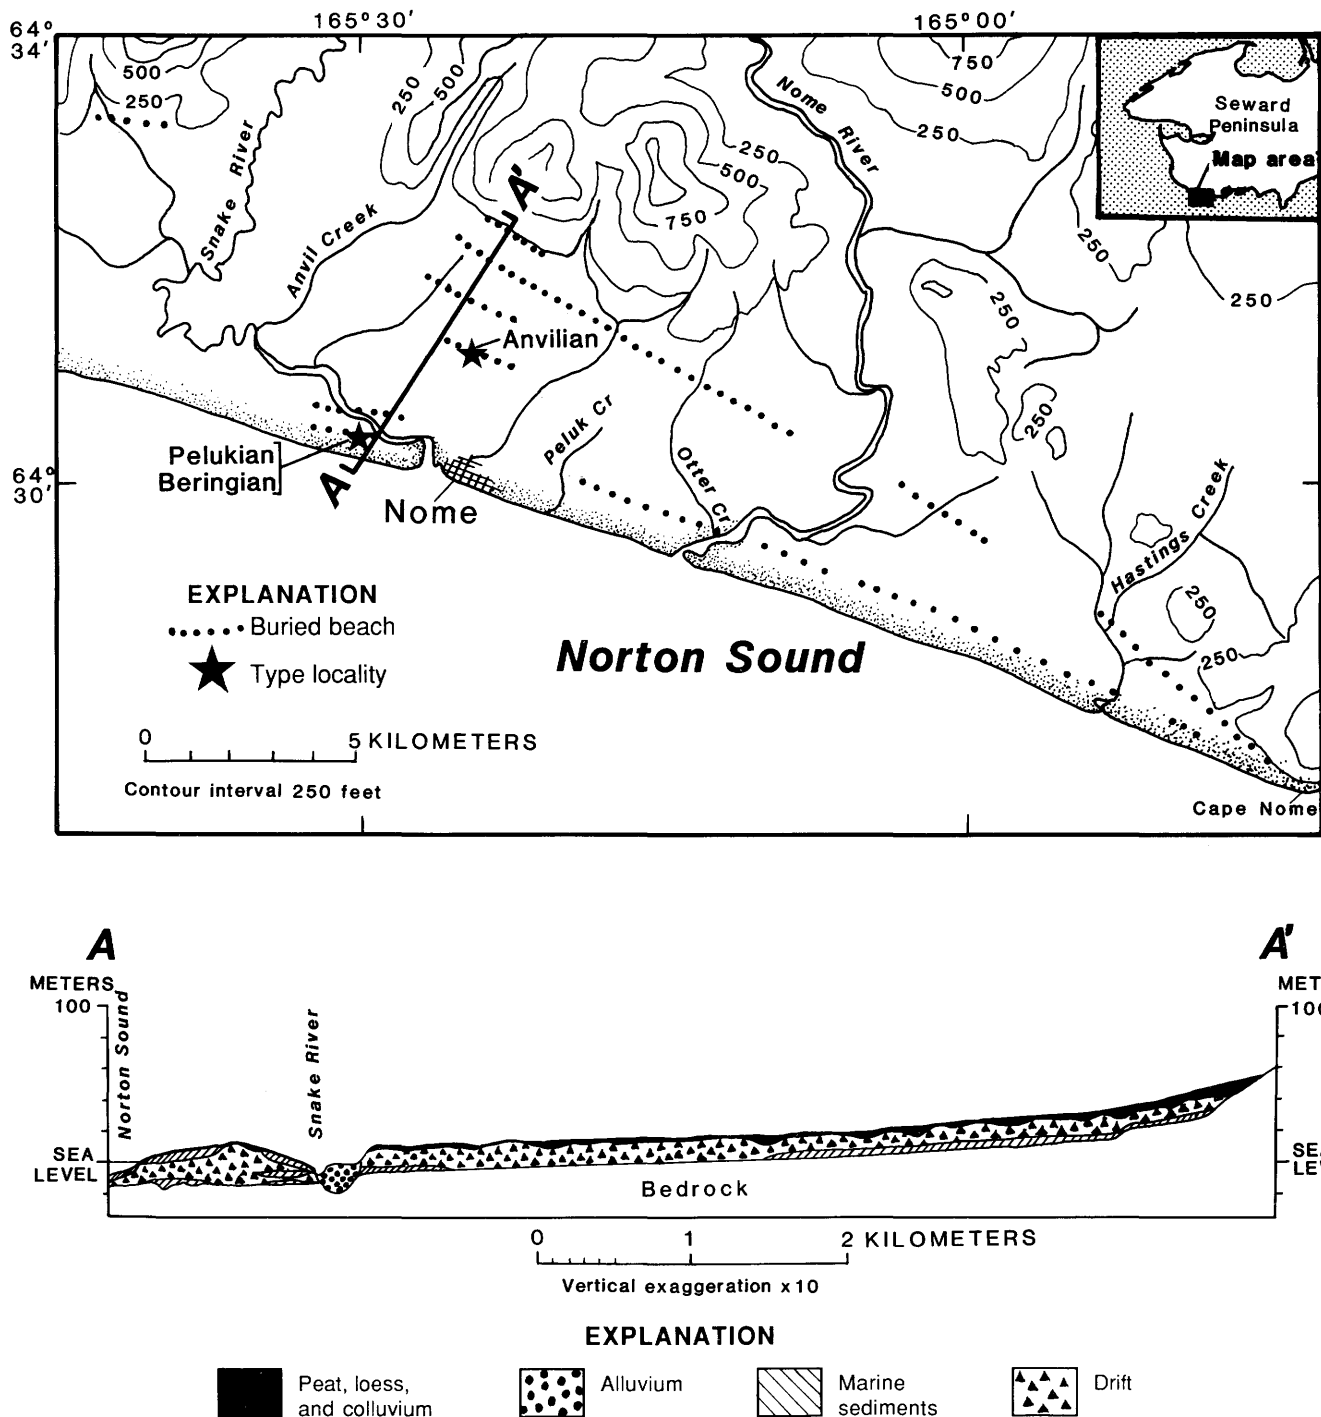 165° 30′
165° 00′
64°
34′
500
250
250
500
Snake River
Anvil Creek
A′
250
500
750
Nome River
750
500
250
Seward
Peninsula
Map area
250
250
250
Anvilian
250
Pelukian
Beringian
A
Nome
Peluk Cr
Otter Cr
Hastings Creek
250
250
64°
30′
EXPLANATION
Buried beach
Type locality
Norton Sound
0 5 KILOMETERS
Contour interval 250 feet
Cape Nome
A A′
METERS
100
Norton Sound
Snake River
MET
100
SEA
LEVEL
SE
LE
Bedrock
0 1 2 KILOMETERS
Vertical exaggeration x10
EXPLANATION
Peat, loess,
and colluvium
Alluvium
Marine
sediments
Drift